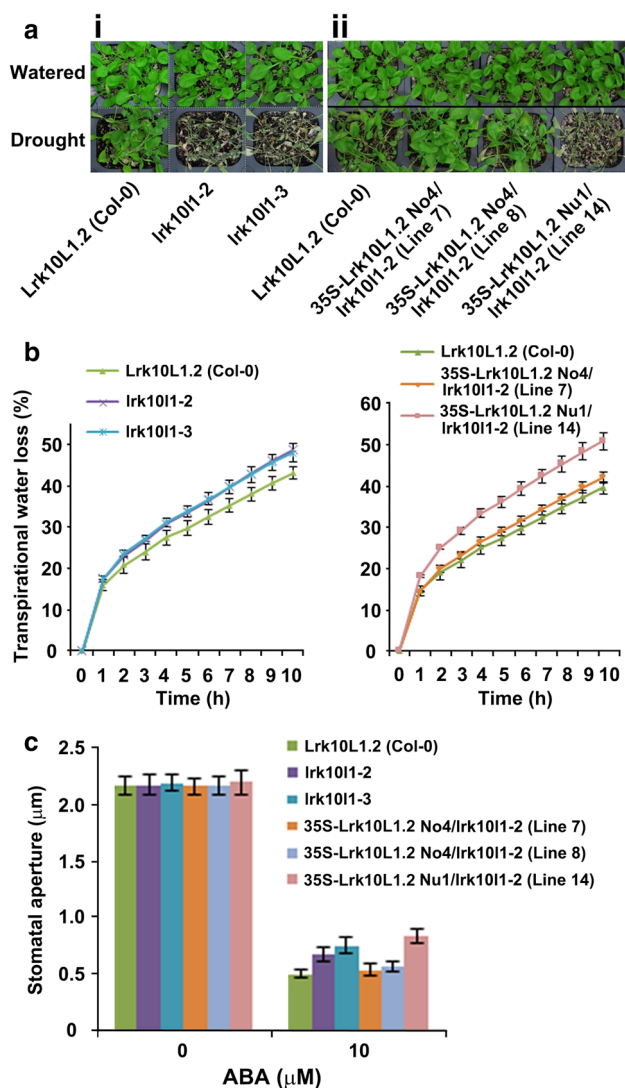 a
i
ii
Watered
Drought
Lrk10L1.2 (Col-0)
lrk10l1-2
lrk10l1-3
Lrk10L1.2 (Col-0)
35S-Lrk10L1.2 No4/
lrk10l1-2 (Line 7)
35S-Lrk10L1.2 No4/
lrk10l1-2 (Line 8)
35S-Lrk10L1.2 Nu1/
lrk10l1-2 (Line 14)
b
Transpirational water loss (%)
Lrk10L1.2 (Col-0)
lrk10l1-2
lrk10l1-3
50
40
30
20
10
0
0 1 2 3 4 5 6 7 8 9 10
Time (h)
Lrk10L1.2 (Col-0)
35S-Lrk10L1.2 No4/
lrk10l1-2 (Line 7)
35S-Lrk10L1.2 Nu1/
lrk10l1-2 (Line 14)
60
50
40
30
20
10
0
0 1 2 3 4 5 6 7 8 9 10
Time (h)
c
Stomatal aperture (μm)
2.5
2.0
1.5
1.0
0.5
0
Lrk10L1.2 (Col-0)
lrk10l1-2
lrk10l1-3
35S-Lrk10L1.2 No4/lrk10l1-2 (Line 7)
35S-Lrk10L1.2 No4/lrk10l1-2 (Line 8)
35S-Lrk10L1.2 Nu1/lrk10l1-2 (Line 14)
0 10
ABA (μM)